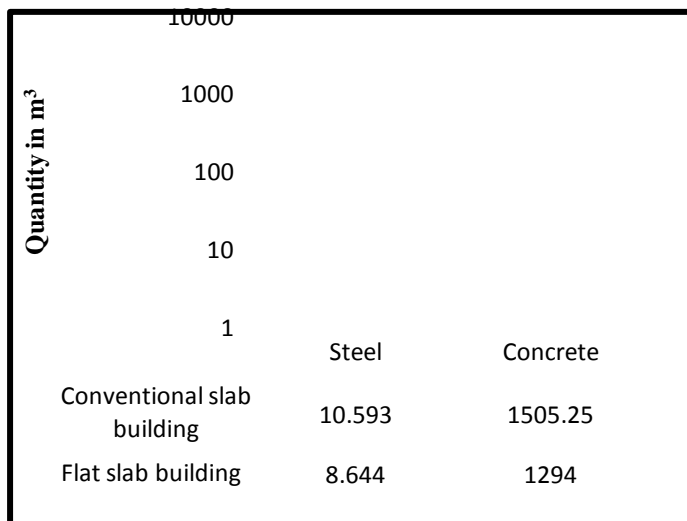 10000
1000
100
10
1
Quantity in m³
Steel Concrete
Conventional slab
building
10.593 1505.25
Flat slab building 8.644 1294